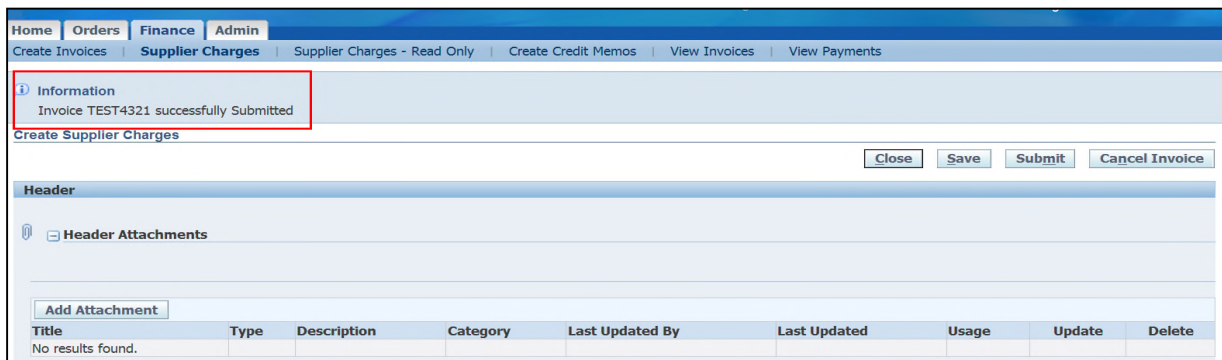 Home Orders Finance Admin
Create Invoices | Supplier Charges | Supplier Charges - Read Only | Create Credit Memos | View Invoices | View Payments
Information
Invoice TEST4321 successfully Submitted
Create Supplier Charges
Close Save Submit Cancel Invoice
Header
Header Attachments
Add Attachment
Title Type Description Category Last Updated By Last Updated Usage Update Delete
No results found.